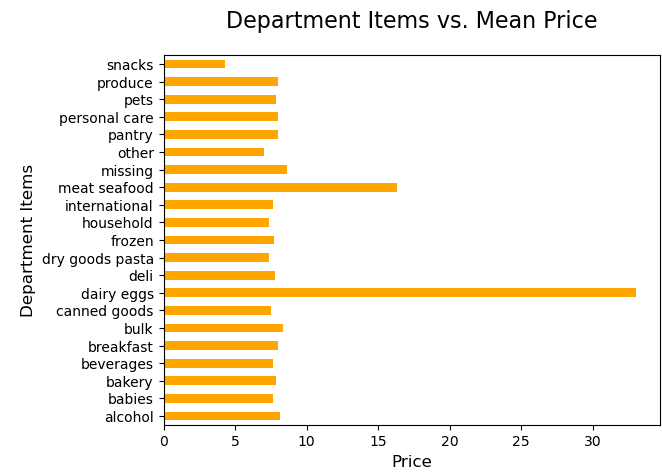 Department Items vs. Mean Price
snacks
produce
pets
personal care
pantry
other
missing
meat seafood
international
household
frozen
dry goods pasta
deli
dairy eggs
canned goods
bulk
breakfast
beverages
bakery
babies
alcohol
Department Items
0 5 10 15 20 25 30
Price